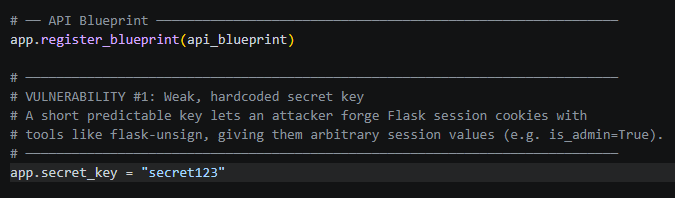 # ── API Blueprint ────────────────────────────────────────────────────────────
app.register_blueprint(api_blueprint)
# ─────────────────────────────────────────────────────────────────────────────
# VULNERABILITY #1: Weak, hardcoded secret key
# A short predictable key lets an attacker forge Flask session cookies with
# tools like flask-unsign, giving them arbitrary session values (e.g. is_admin=True).
# ─────────────────────────────────────────────────────────────────────────────
app.secret_key = "secret123"